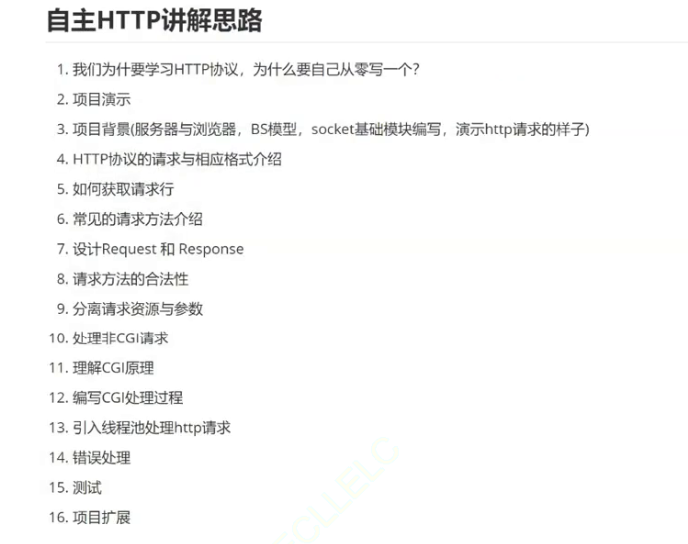 自主HTTP讲解思路
1. 我们为什要学习HTTP协议，为什么要自己从零写一个？
2. 项目演示
3. 项目背景(服务器与浏览器，BS模型，socket基础模块编写，演示http请求的样子)
4. HTTP协议的请求与相应格式介绍
5. 如何获取请求行
6. 常见的请求方法介绍
7. 设计Request 和 Response
8. 请求方法的合法性
9. 分离请求资源与参数
10. 处理非CGI请求
11. 理解CGI原理
12. 编写CGI处理过程
13. 引入线程池处理http请求
14. 错误处理
15. 测试
16. 项目扩展